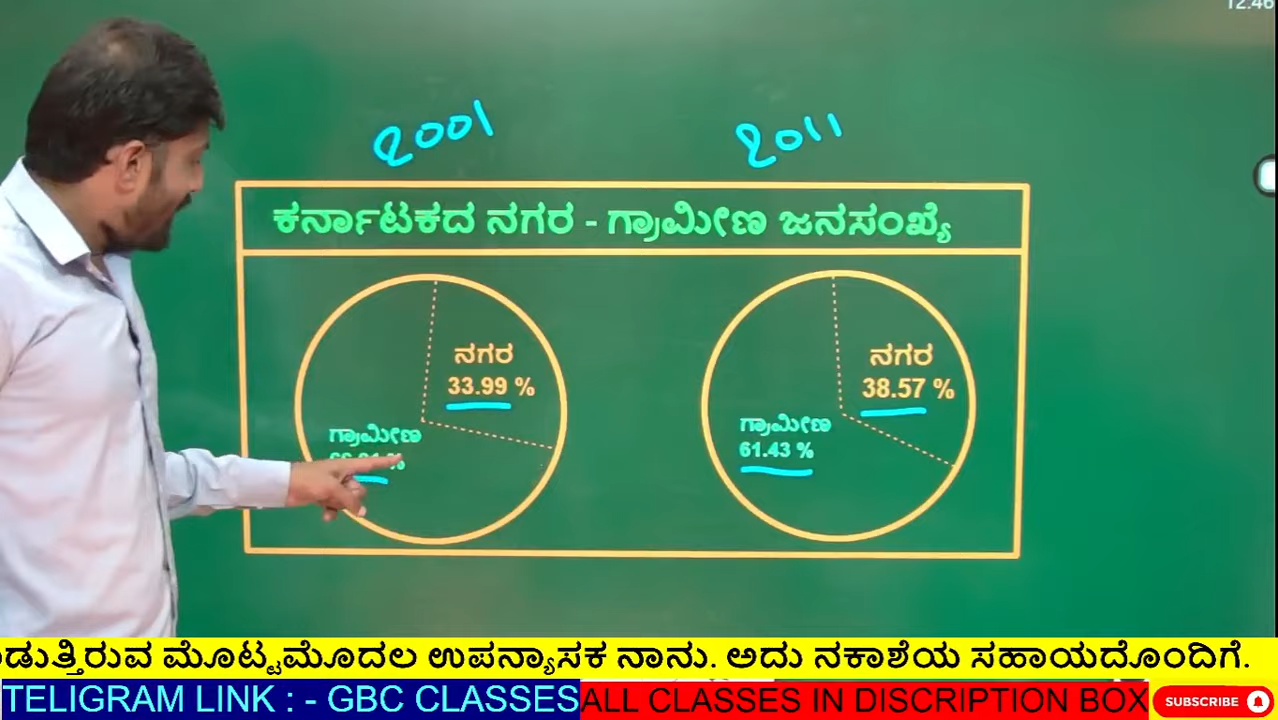 12:46
2001 2011
ಕರ್ನಾಟಕದ ನಗರ - ಗ್ರಾಮೀಣ ಜನಸಂಖ್ಯೆ
ನಗರ
33.99 %
ಗ್ರಾಮೀಣ
ನಗರ
38.57 %
ಗ್ರಾಮೀಣ
61.43 %
ಮೊಟ್ಟಮೊದಲ ಉಪನ್ಯಾಸಕ ನಾನು. ಅದು ನಕಾಶೆಯ ಸಹಾಯದೊಂದಿಗೆ.
TELIGRAM LINK : - GBC CLASSES ALL CLASSES IN DISCRIPTION BOX SUBSCRIBE